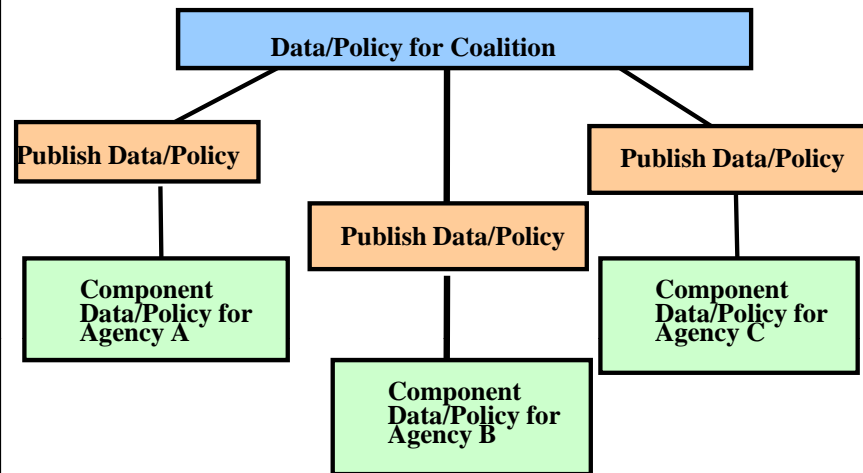 Data/Policy for Coalition
Publish Data/Policy
Publish Data/Policy
Publish Data/Policy
Component
Data/Policy for
Agency A
Component
Data/Policy for
Agency C
Component
Data/Policy for
Agency B